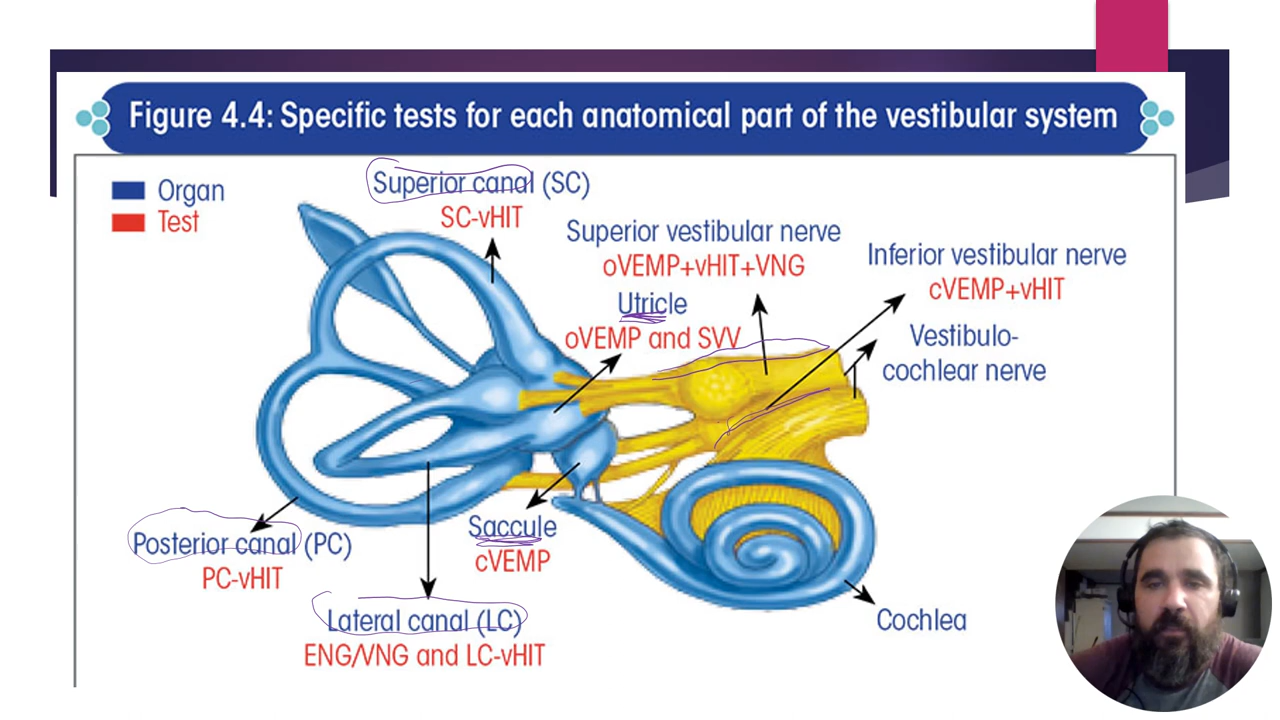 Figure 4.4: Specific tests for each anatomical part of the vestibular system
Organ
Test
Superior canal (SC)
SC-vHIT
Superior vestibular nerve
oVEMP+vHIT+VNG
Inferior vestibular nerve
cVEMP+vHIT
Utricle
oVEMP and SVV
Vestibulo-
cochlear nerve
Posterior canal (PC)
PC-vHIT
Saccule
cVEMP
Lateral canal (LC)
ENG/VNG and LC-vHIT
Cochlea